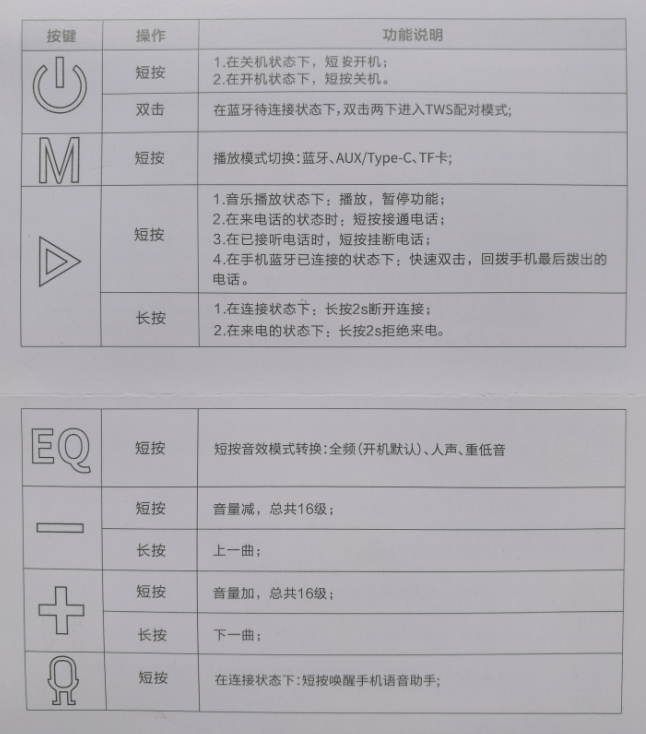 按键 操作 功能说明
短按
1.在关机状态下，短按开机；
2.在开机状态下，短按关机。
双击
在蓝牙待连接状态下，双击两下进入TWS配对模式;
M
短按
播放模式切换：蓝牙、AUX/Type-C、TF卡;
短按
1.音乐播放状态下：播放，暂停功能；
2.在来电话的状态时：短按接通电话；
3.在已接听电话时，短按挂断电话；
4.在手机蓝牙已连接的状态下：快速双击，回拨手机最后拨出的
电话。
长按
1.在连接状态下：长按2s断开连接；
2.在来电的状态下：长按2s拒绝来电。
EQ
短按
短按音效模式转换：全频（开机默认）、人声、重低音
短按
音量减，总共16级；
长按
上一曲；
短按
音量加，总共16级；
长按
下一曲；
短按
在连接状态下：短按唤醒手机语音助手；